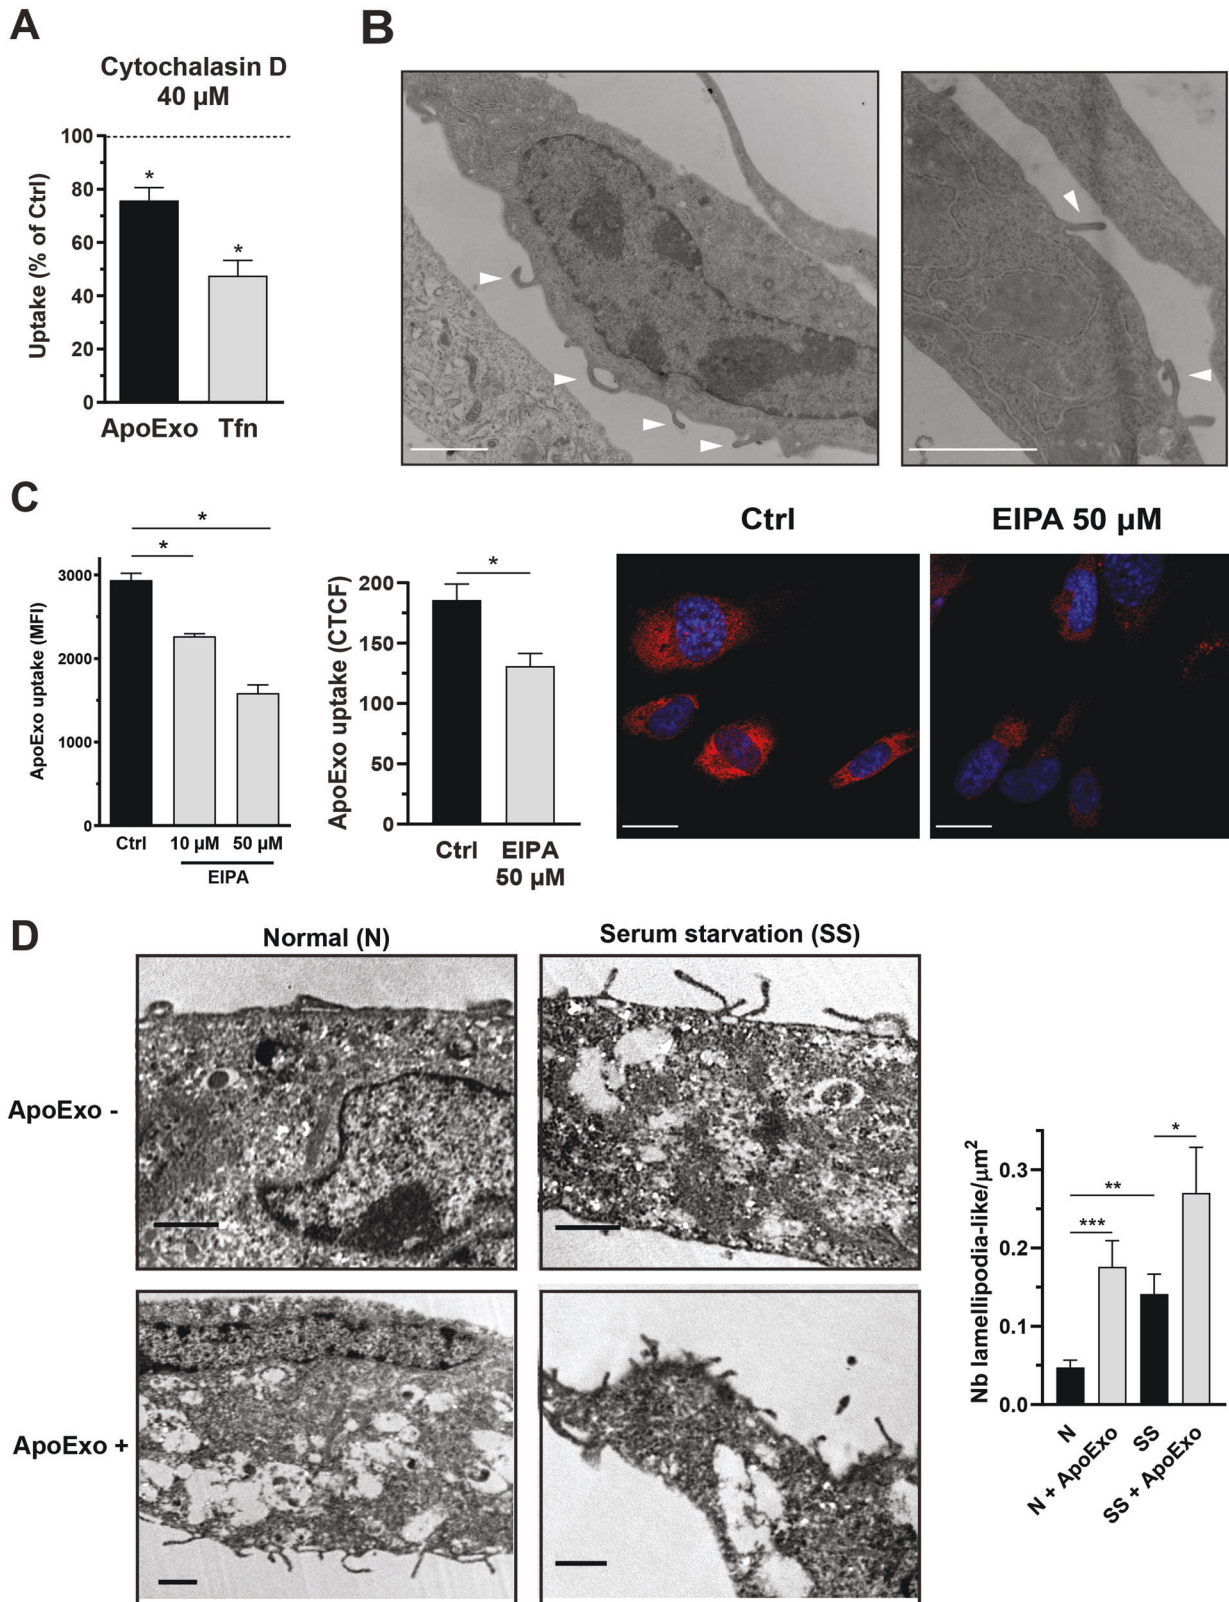 A
Cytochalasin D
40 µM
Uptake (% of Ctrl)
100
80
60
40
20
0
*
*
ApoExo Tfn
B
C
ApoExo uptake (MFI)
3000
2000
1000
0
*
*
Ctrl 10 µM 50 µM
EIPA
ApoExo uptake (CTCF)
200
150
100
50
0
*
Ctrl EIPA
50 µM
Ctrl
EIPA 50 µM
D
Normal (N)
Serum starvation (SS)
ApoExo -
ApoExo +
Nb lamellipodia-like/µm²
0.3
0.2
0.1
0.0
*
**
***
N
N + ApoExo
SS
SS + ApoExo